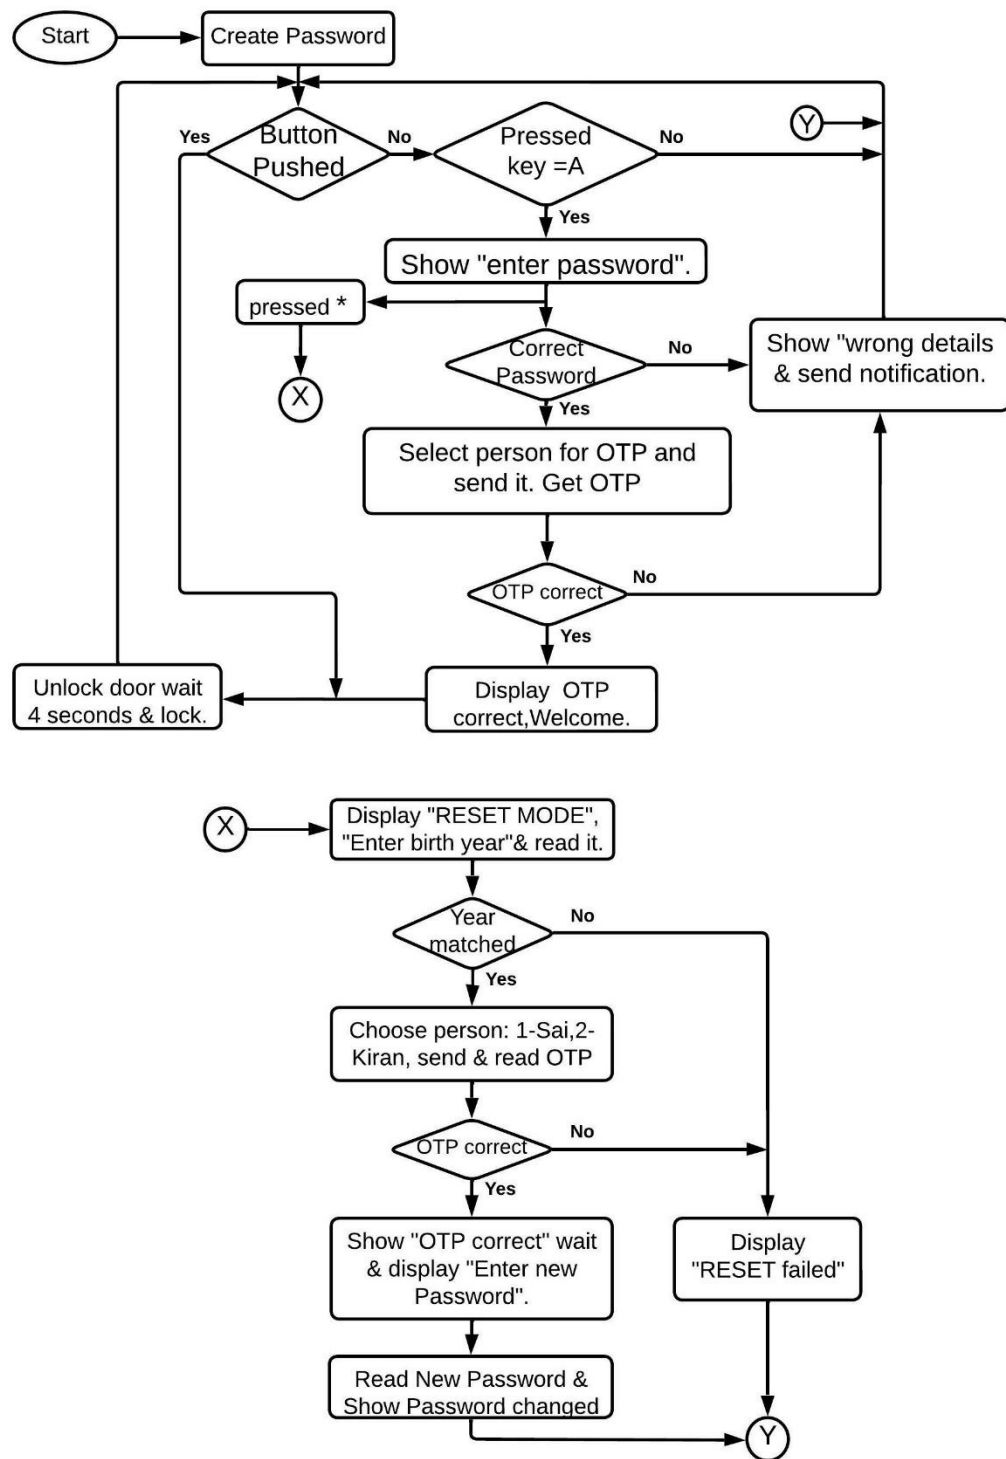 Start
Create Password
Yes
Button
Pushed
No
Pressed
key =A
No
Y
Yes
Show "enter password".
pressed *
X
Correct
Password
No
Show "wrong details
& send notification.
Yes
Select person for OTP and
send it. Get OTP
OTP correct
No
Yes
Unlock door wait
4 seconds & lock.
Display OTP
correct,Welcome.
X
Display "RESET MODE",
"Enter birth year"& read it.
Year
matched
No
Yes
Choose person: 1-Sai,2-
Kiran, send & read OTP
OTP correct
No
Yes
Show "OTP correct" wait
& display "Enter new
Password".
Display
"RESET failed"
Read New Password &
Show Password changed
Y